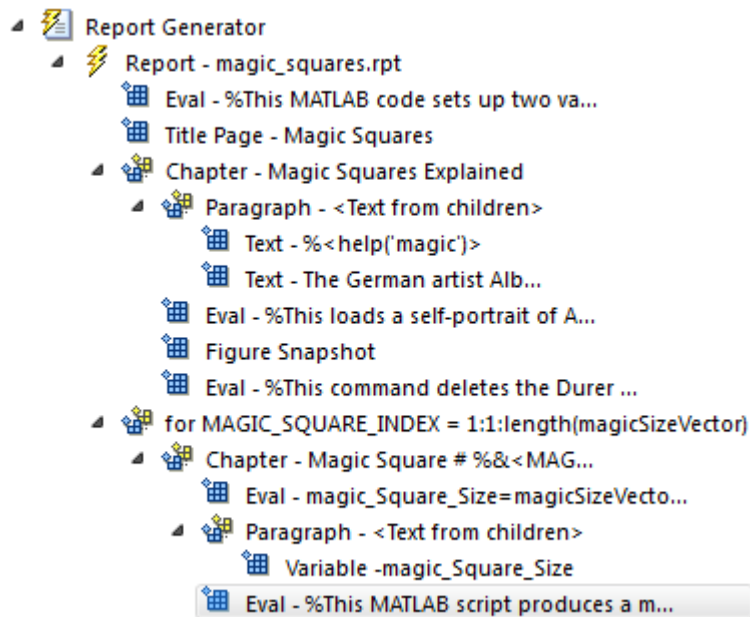 Report Generator
Report - magic_squares.rpt
Eval - %This MATLAB code sets up two va...
Title Page - Magic Squares
Chapter - Magic Squares Explained
Paragraph - <Text from children>
Text - %<help('magic')>
Text - The German artist Alb...
Eval - %This loads a self-portrait of A...
Figure Snapshot
Eval - %This command deletes the Durer ...
for MAGIC_SQUARE_INDEX = 1:1:length(magicSizeVector)
Chapter - Magic Square # %&<MAG...
Eval - magic_Square_Size=magicSizeVecto...
Paragraph - <Text from children>
Variable -magic_Square_Size
Eval - %This MATLAB script produces a m...